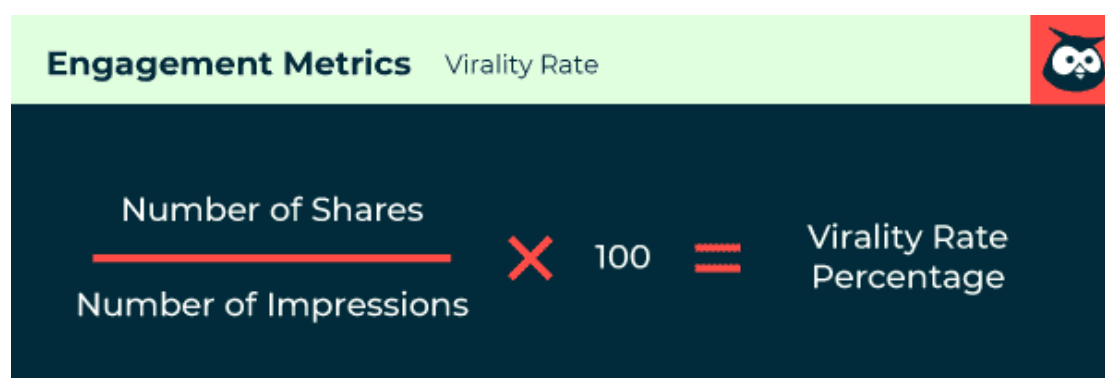 Engagement Metrics Virality Rate
Number of Shares
Number of Impressions
× 100 =
Virality Rate
Percentage